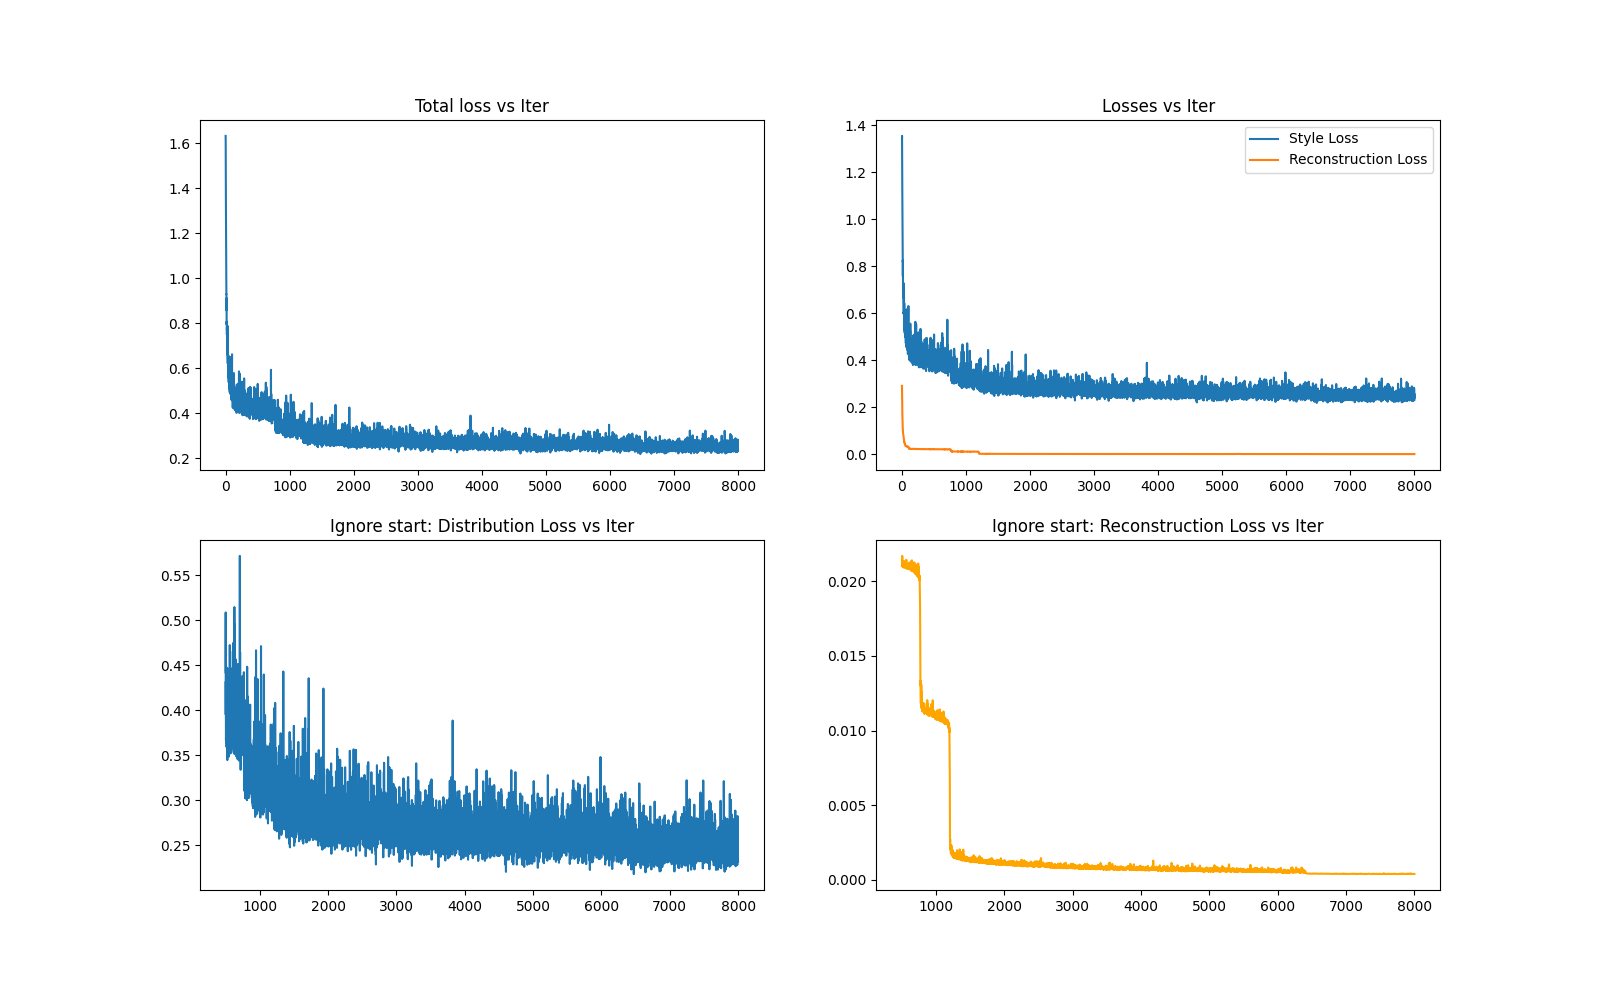 Total loss vs Iter
1.6
1.4
1.2
1.0
0.8
0.6
0.4
0.2
0 1000 2000 3000 4000 5000 6000 7000 8000
Losses vs Iter
Style Loss
Reconstruction Loss
1.4
1.2
1.0
0.8
0.6
0.4
0.2
0.0
0 1000 2000 3000 4000 5000 6000 7000 8000
Ignore start: Distribution Loss vs Iter
0.55
0.50
0.45
0.40
0.35
0.30
0.25
1000 2000 3000 4000 5000 6000 7000 8000
Ignore start: Reconstruction Loss vs Iter
0.020
0.015
0.010
0.005
0.000
1000 2000 3000 4000 5000 6000 7000 8000